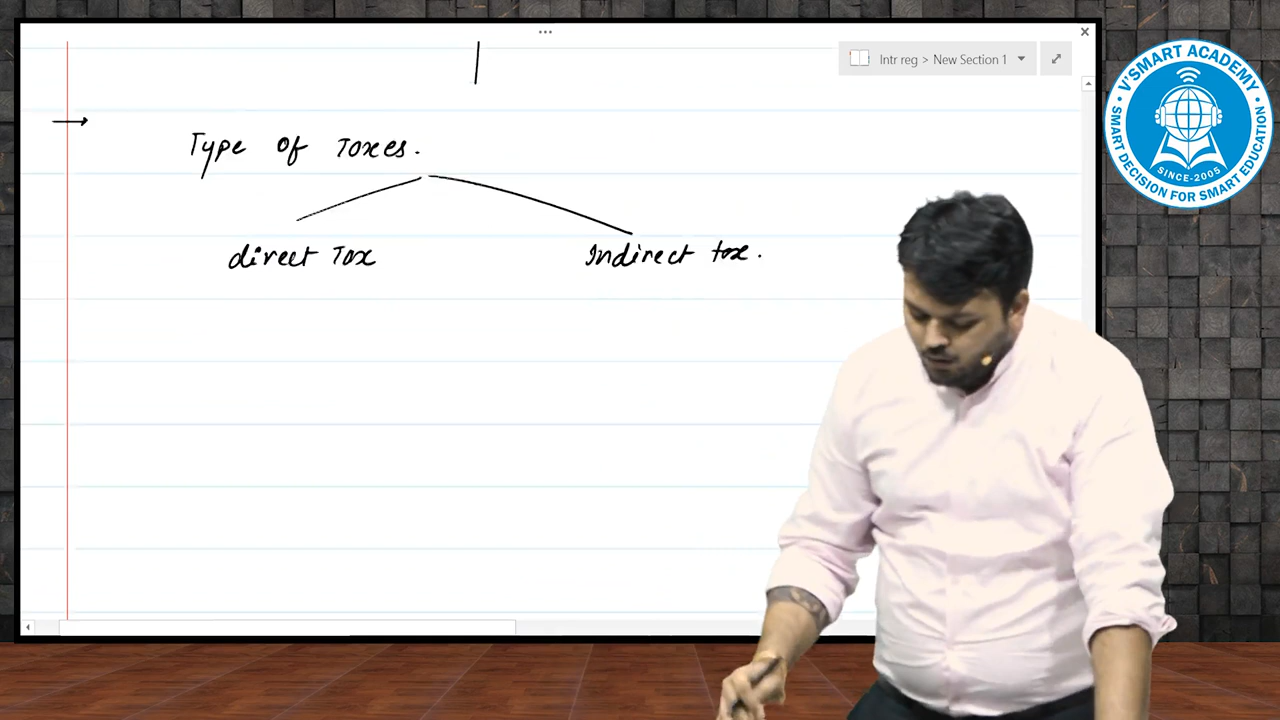 Intr reg > New Section 1
Type of Taxes.
direct Tax
Indirect tax.
V'SMART ACADEMY
SINCE-2005
SMART DECISION FOR SMART EDUCATION